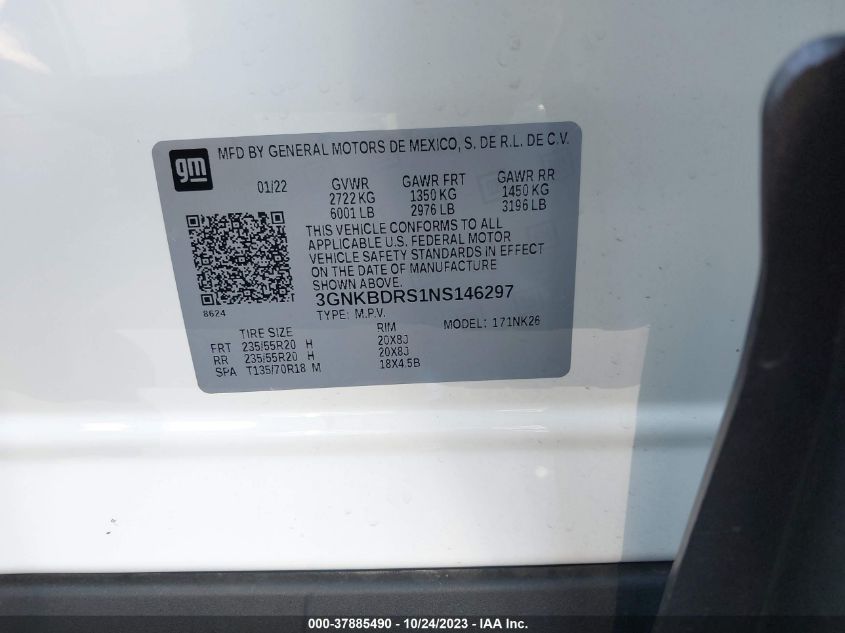 gm
MFD BY GENERAL MOTORS DE MEXICO, S. DE R.L. DE C.V.
01/22 GVWR GAWR FRT GAWR RR
2722 KG 1350 KG 1450 KG
6001 LB 2976 LB 3196 LB
THIS VEHICLE CONFORMS TO ALL
APPLICABLE U.S. FEDERAL MOTOR
VEHICLE SAFETY STANDARDS IN EFFECT
ON THE DATE OF MANUFACTURE
SHOWN ABOVE.
8624
3GNKBDRS1NS146297
TYPE: M.P.V. MODEL: 171NK26
TIRE SIZE RIM
FRT 235/55R20 H 20X8J
RR 235/55R20 H 20X8J
SPA T135/70R18 M 18X4.5B
000-37885490 - 10/24/2023 - IAA Inc.